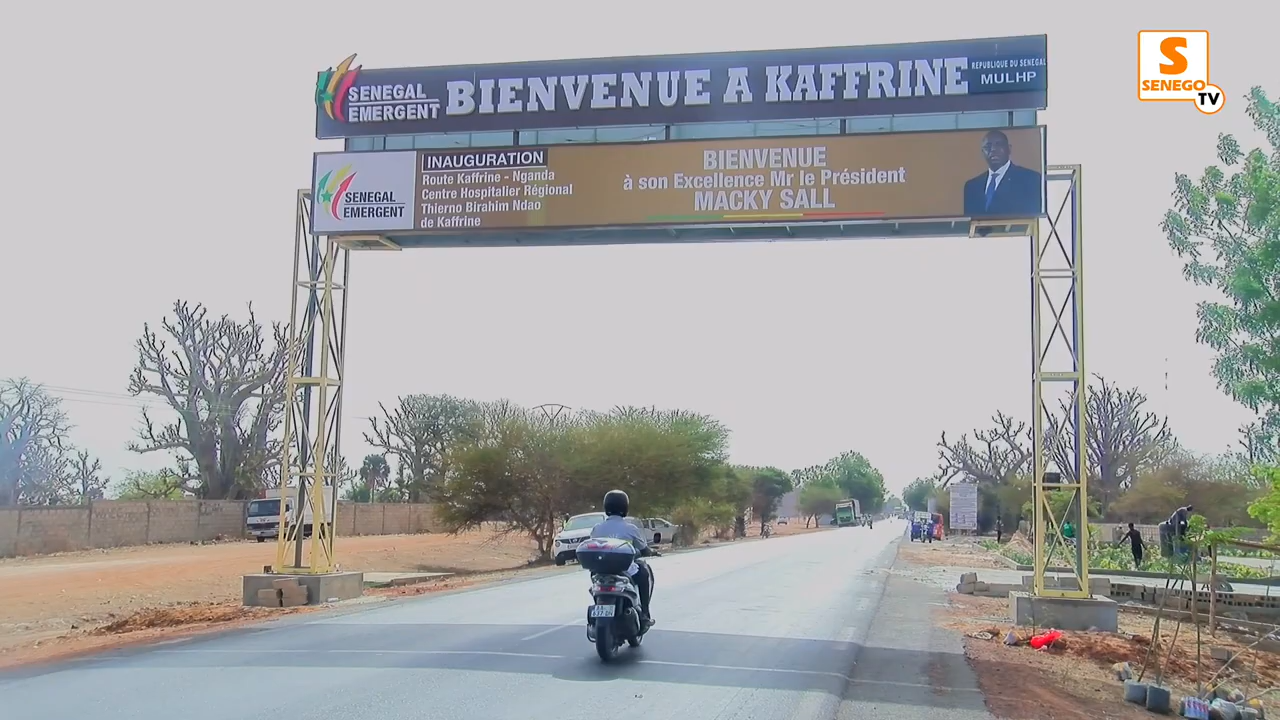 SENEGAL
EMERGENT
BIENVENUE A KAFFRINE
REPUBLIQUE DU SENEGAL
MULHP
SENEGAL
EMERGENT
INAUGURATION
Route Kaffrine - Nganda
Centre Hospitalier Régional
Thierno Birahim Ndao
de Kaffrine
BIENVENUE
à son Excellence Mr le Président
MACKY SALL
S
SENEGO
TV